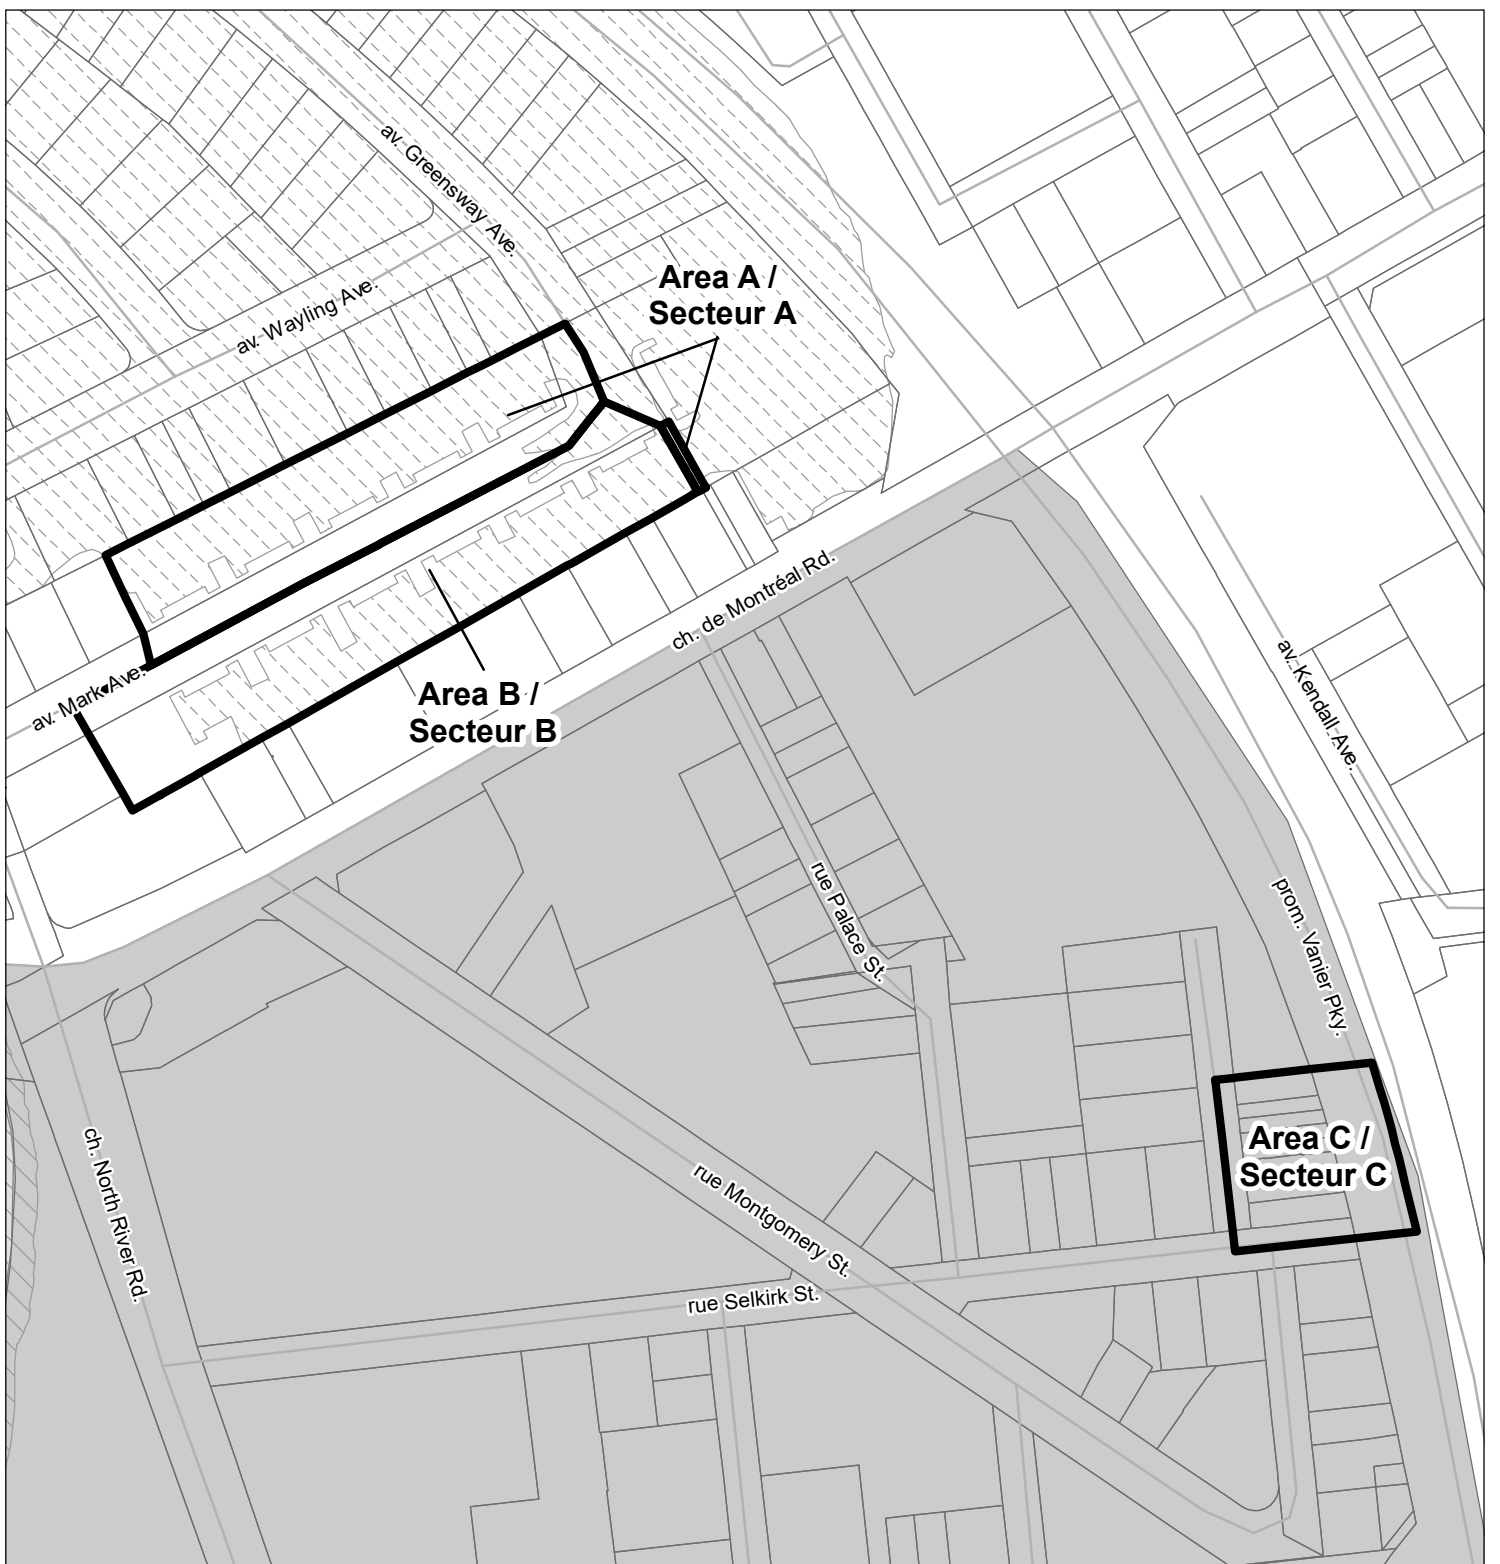 av. Greensway Ave.
Area A /
Secteur A
av. Wayling Ave.
ch. de Montréal Rd.
av. Mark Ave.
Area B /
Secteur B
av. Kendall Ave.
rue Palace St.
prom. Vanier Pky.
Area C /
Secteur C
ch. North River Rd.
rue Montgomery St.
rue Selkirk St.